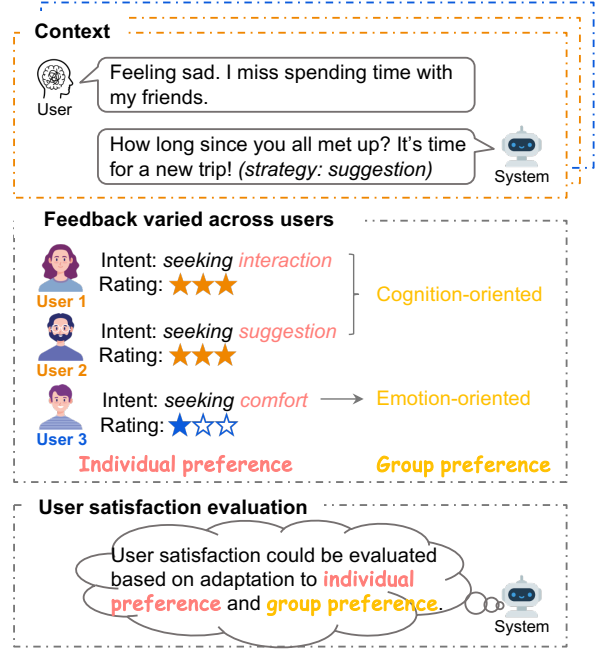 Context
User
Feeling sad. I miss spending time with
my friends.
How long since you all met up? It’s time
for a new trip! (strategy: suggestion)
System
Feedback varied across users
User 1
Intent: seeking interaction
Rating:
Cognition-oriented
User 2
Intent: seeking suggestion
Rating:
User 3
Intent: seeking comfort
Emotion-oriented
Rating:
Individual preference
Group preference
User satisfaction evaluation
User satisfaction could be evaluated
based on adaptation to individual
preference and group preference.
System